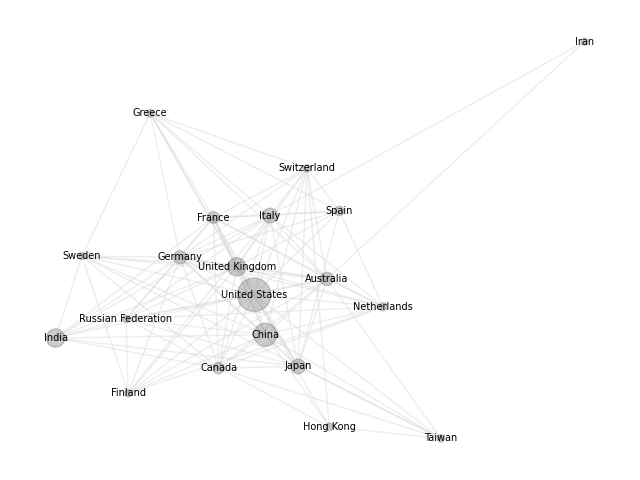 Iran
Greece
Switzerland
Spain
Italy
France
Sweden
Germany
United Kingdom
Australia
United States
Netherlands
Russian Federation
China
India
Canada
Japan
Finland
Hong Kong
Taiwan